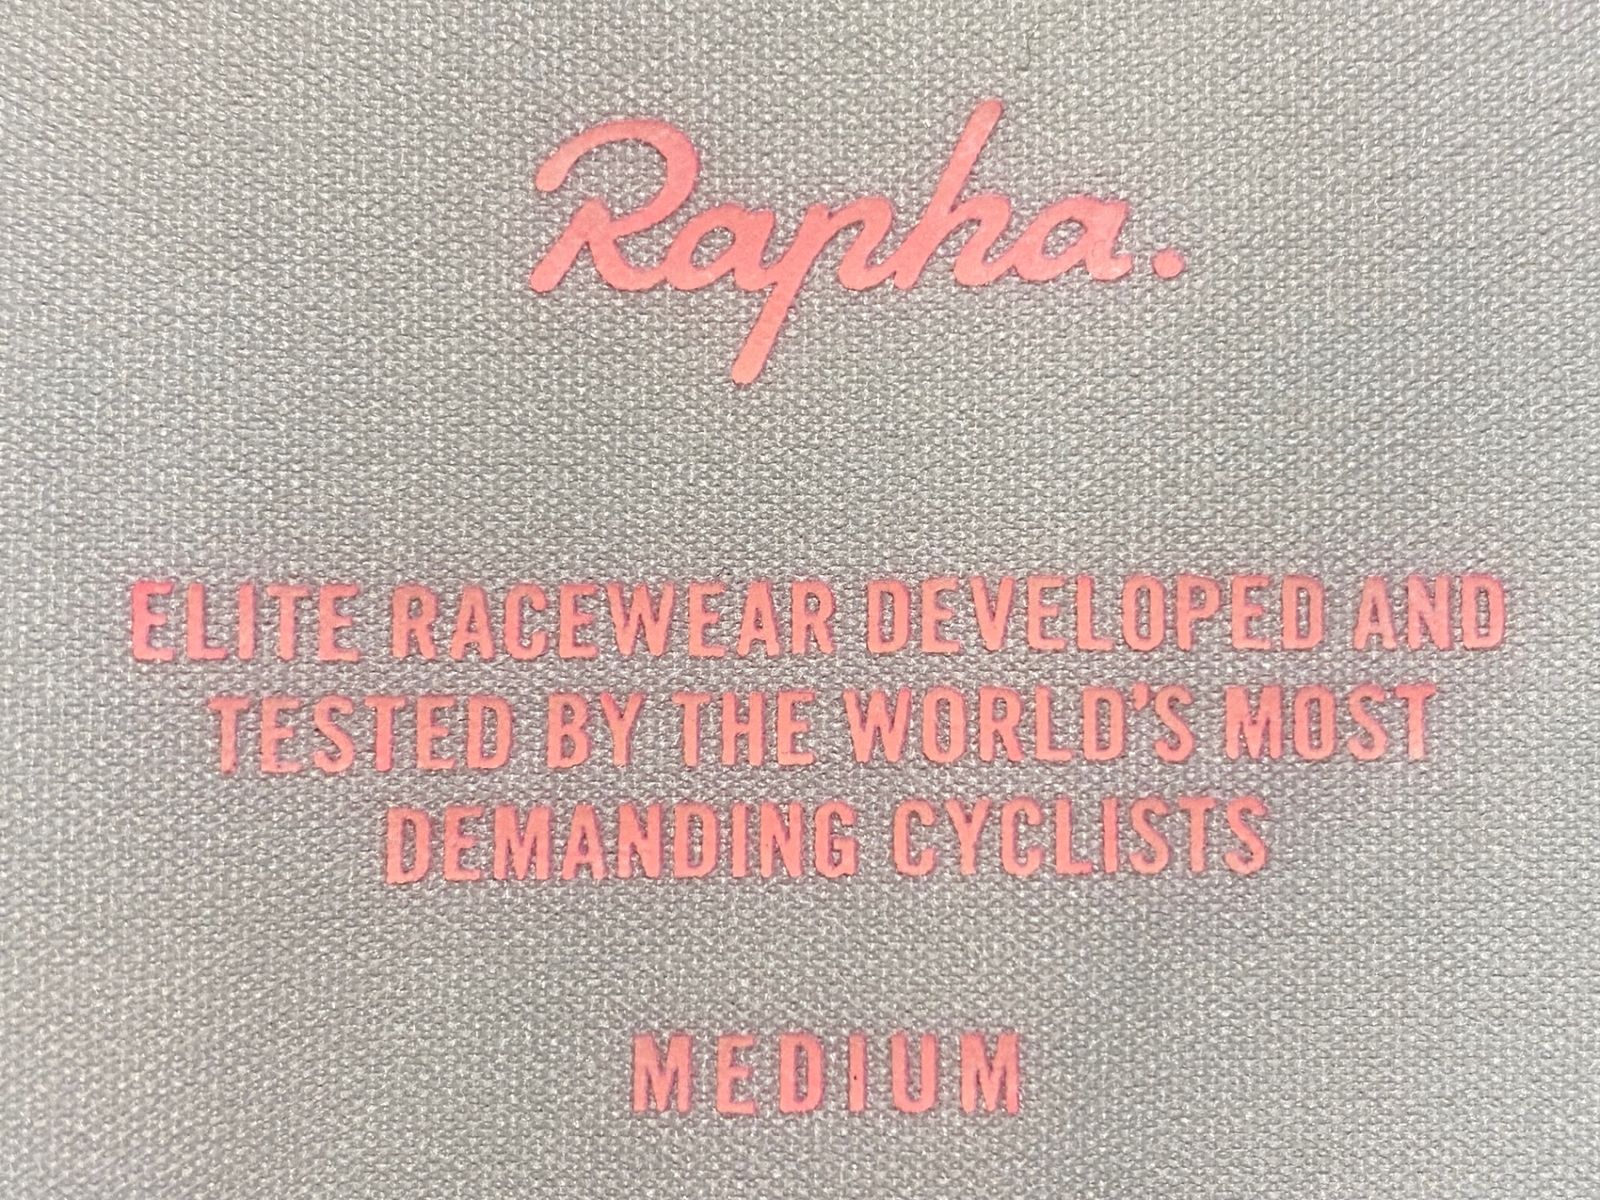 Rapha.
ELITE RACEWEAR DEVELOPED AND
TESTED BY THE WORLD'S MOST
DEMANDING CYCLISTS
MEDIUM